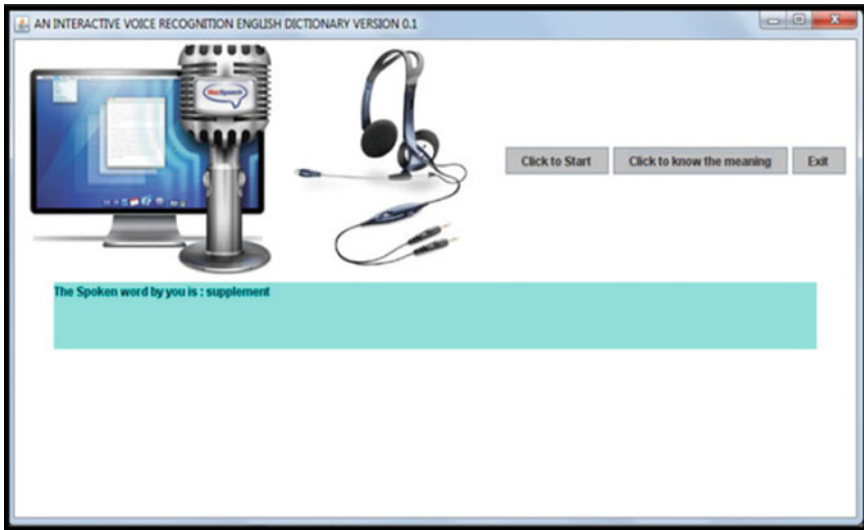 AN INTERACTIVE VOICE RECOGNITION ENGLISH DICTIONARY VERSION 0.1
MacSpeech
Click to Start
Click to know the meaning
Exit
The Spoken word by you is : supplement